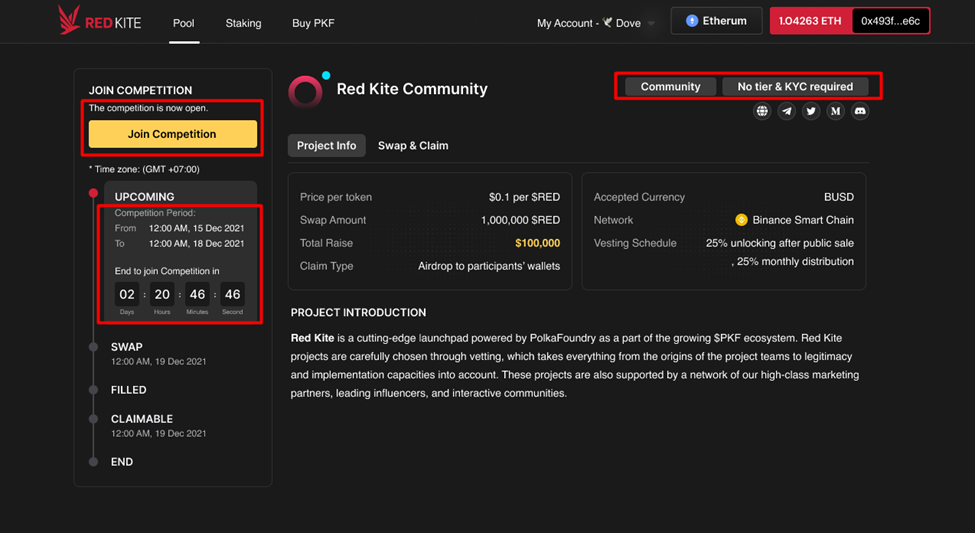 REDKITE
Pool
Staking
Buy PKF
My Account - Dove
Etherum
1.04263 ETH
0x493f...e6c
JOIN COMPETITION
The competition is now open.
Join Competition
* Time zone: (GMT +07:00)
UPCOMING
Competition Period:
From 12:00 AM, 15 Dec 2021
To 12:00 AM, 18 Dec 2021
End to join Competition in
02 : 20 : 46 : 46
Days Hours Minutes Second
SWAP
12:00 AM, 19 Dec 2021
FILLED
CLAIMABLE
12:00 AM, 19 Dec 2021
END
Red Kite Community
Community
No tier & KYC required
Project Info
Swap & Claim
Price per token $0.1 per $RED
Swap Amount 1,000,000 $RED
Total Raise $100,000
Claim Type Airdrop to participants' wallets
Accepted Currency BUSD
Network Binance Smart Chain
Vesting Schedule 25% unlocking after public sale
, 25% monthly distribution
PROJECT INTRODUCTION
Red Kite is a cutting-edge launchpad powered by PolkaFoundry as a part of the growing $PKF ecosystem. Red Kite
projects are carefully chosen through vetting, which takes everything from the origins of the project teams to legitimacy
and implementation capacities into account. These projects are also supported by a network of our high-class marketing
partners, leading influencers, and interactive communities.